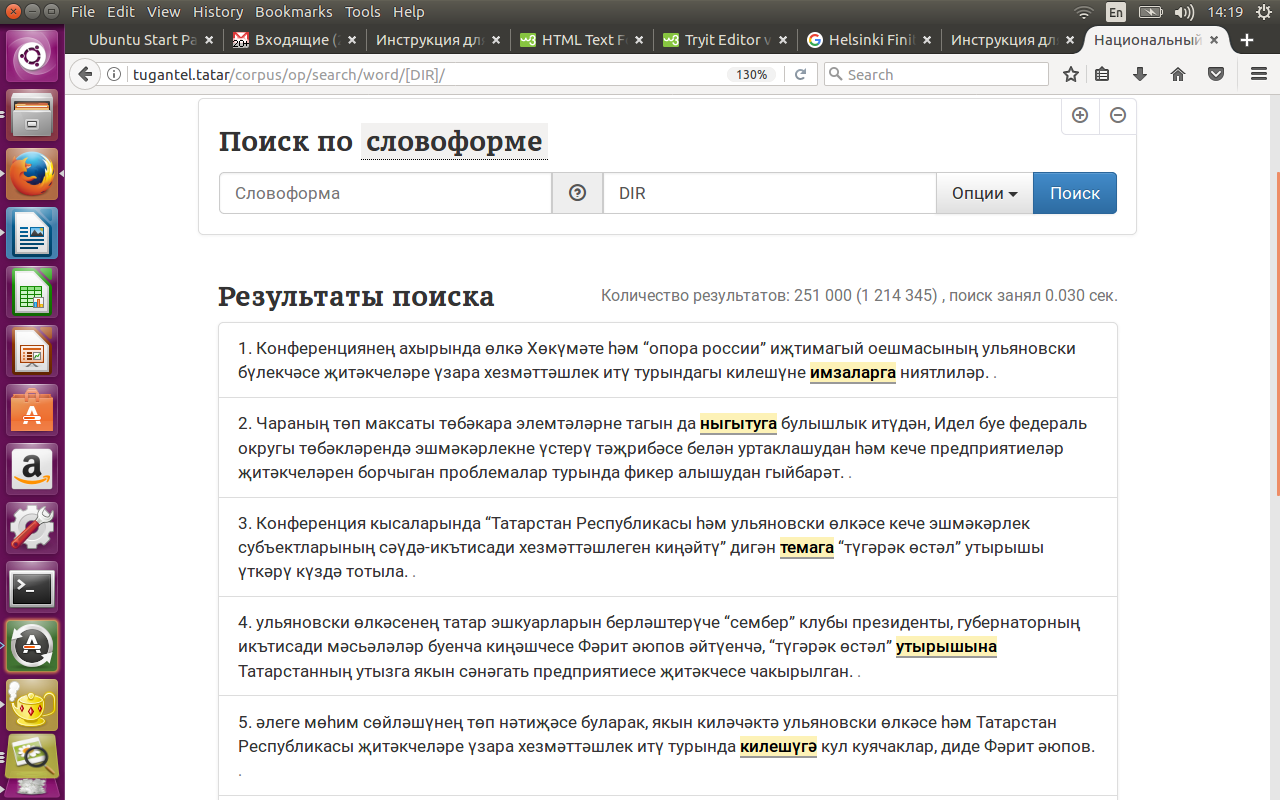 File Edit View History Bookmarks Tools Help
En
14:19
Ubuntu Start Pa
20+
Входящие (2
Инструкция для
HTML Text F
Tryit Editor v
Helsinki Fini
Инструкция для
Национальный
tugantel.tatar/corpus/op/search/word/[DIR]/
130%
Search
Поиск по словоформе
Словоформа
DIR
Опции
Поиск
Результаты поиска
Количество результатов: 251 000 (1 214 345) , поиск занял 0.030 сек.
1. Конференциянең ахырында өлкә Хөкүмәте һәм “опора россии” иҗтимагый оешмасының ульяновски
бүлекчәсе җитәкчеләре үзара хезмәттәшлек итү турындагы килешүне имзаларга ниятлиләр. .
2. Чараның төп максаты төбәкара элемтәләрне тагын да ныгытуга булышлык итүдән, Идел буе федераль
округы төбәкләрендә эшмәкәрлекне үстерү тәҗрибәсе белән уртаклашудан һәм кече предприятиеләр
җитәкчеләрен борчыган проблемалар турында фикер алышудан гыйбарәт. .
3. Конференция кысаларында “Татарстан Республикасы һәм ульяновски өлкәсе кече эшмәкәрлек
субъектларының сәүдә-икътисади хезмәттәшлеген киңәйтү” дигән темага “түгәрәк өстәл” утырышы
үткәрү күздә тотыла. .
4. ульяновски өлкәсенең татар эшкуарларын берләштерүче “сембер” клубы президенты, губернаторның
икътисади мәсьәләләр буенча киңәшчесе Фәрит әюпов әйтүенчә, “түгәрәк өстәл” утырышына
Татарстанның утызга якын сәнәгать предприятиесе җитәкчесе чакырылган. .
5. әлеге мөһим сөйләшүнең төп нәтиҗәсе буларак, якын киләчәктә ульяновски өлкәсе һәм Татарстан
Республикасы җитәкчеләре үзара хезмәттәшлек итү турында килешүгә кул куячаклар, диде Фәрит әюпов.
.